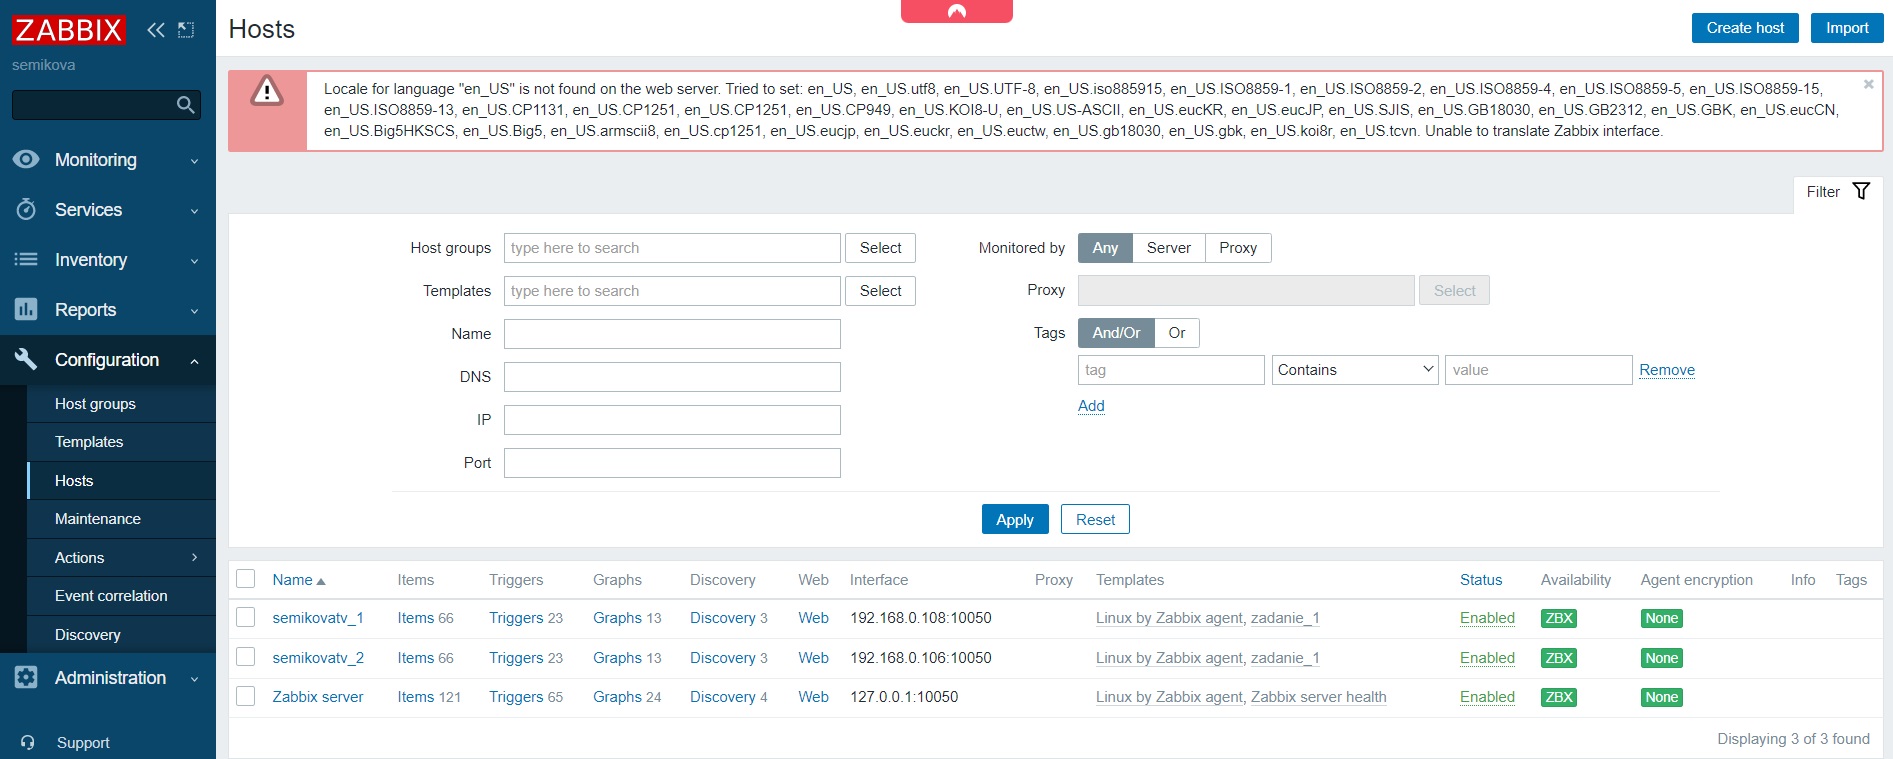 ZABBIX
semikova
Monitoring
Services
Inventory
Reports
Configuration
Host groups
Templates
Hosts
Maintenance
Actions
Event correlation
Discovery
Administration
Support
Hosts
Create host Import
Locale for language "en_US" is not found on the web server. Tried to set: en_US, en_US.utf8, en_US.UTF-8, en_US.iso885915, en_US.ISO8859-1, en_US.ISO8859-2, en_US.ISO8859-4, en_US.ISO8859-5, en_US.ISO8859-15,
en_US.ISO8859-13, en_US.CP1131, en_US.CP1251, en_US.CP1251, en_US.CP949, en_US.KOI8-U, en_US.US-ASCII, en_US.eucKR, en_US.eucJP, en_US.SJIS, en_US.GB18030, en_US.GB2312, en_US.GBK, en_US.eucCN,
en_US.Big5HKSCS, en_US.Big5, en_US.armscii8, en_US.cp1251, en_US.eucjp, en_US.euckr, en_US.euctw, en_US.gb18030, en_US.gbk, en_US.koi8r, en_US.tcvn. Unable to translate Zabbix interface.
Filter
Host groups type here to search Select
Templates type here to search Select
Name
DNS
IP
Port
Monitored by Any Server Proxy
Proxy Select
Tags And/Or Or
tag Contains value Remove
Add
Apply Reset
Name Items Triggers Graphs Discovery Web Interface Proxy Templates Status Availability Agent encryption Info Tags
semikovatv_1 Items 66 Triggers 23 Graphs 13 Discovery 3 Web 192.168.0.108:10050 Linux by Zabbix agent, zadanie_1 Enabled ZBX None
semikovatv_2 Items 66 Triggers 23 Graphs 13 Discovery 3 Web 192.168.0.106:10050 Linux by Zabbix agent, zadanie_1 Enabled ZBX None
Zabbix server Items 121 Triggers 65 Graphs 24 Discovery 4 Web 127.0.0.1:10050 Linux by Zabbix agent, Zabbix server health Enabled ZBX None
Displaying 3 of 3 found